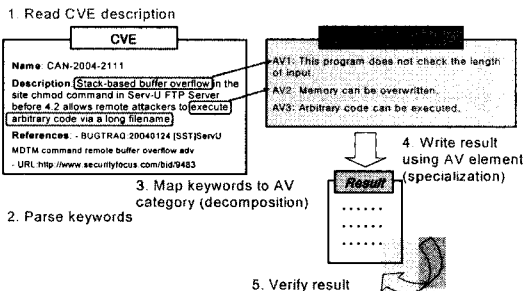 1. Read CVE description
CVE
Name: CAN-2004-2111
Description: Stack-based buffer overflow in the
site chmod command in Serv-U FTP Server
before 4.2 allows remote attackers to execute
arbitrary code via a long filename
References: - BUGTRAQ 20040124 [SST]ServU
MDTM command remote buffer overflow adv
- URL:http://www.securityfocus.com/bid/9483
AV1: This program does not check the length
of input.
AV2: Memory can be overwritten.
AV3: Arbitrary code can be executed.
2. Parse keywords
3. Map keywords to AV
category (decomposition)
4. Write result
using AV element
(specialization)
Result
5. Verify result